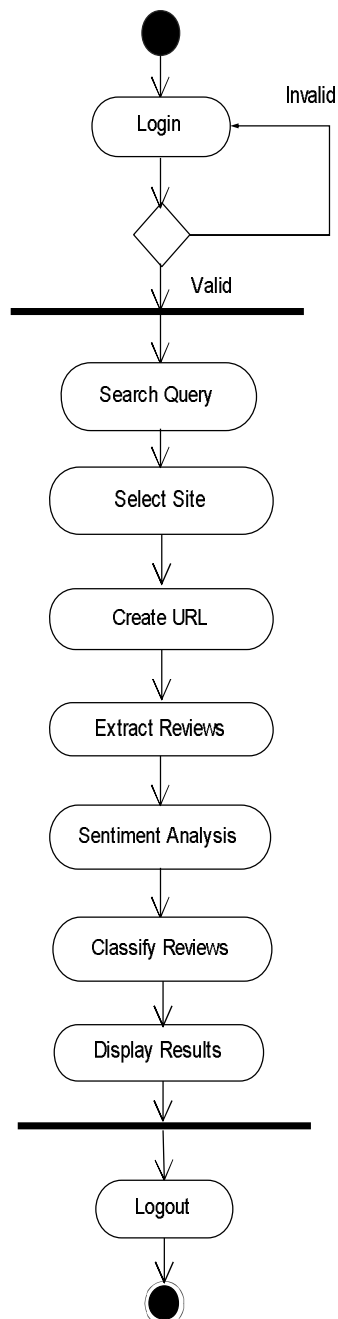 Invalid
Login
Valid
Search Query
Select Site
Create URL
Extract Reviews
Sentiment Analysis
Classify Reviews
Display Results
Logout